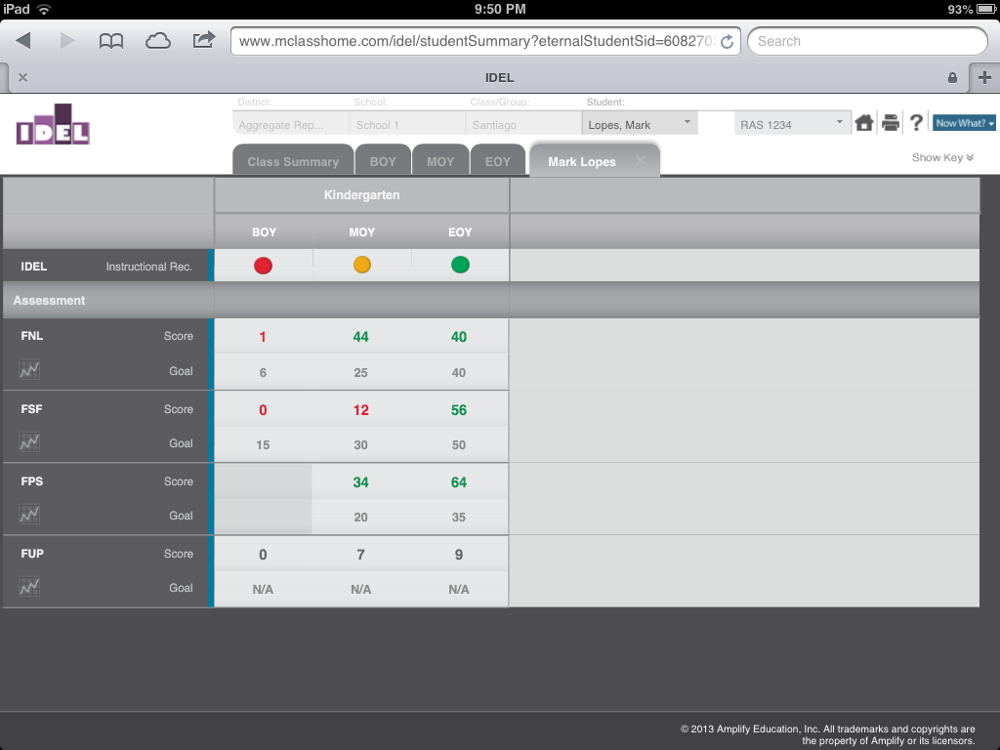 iPad 9:50 PM 93%
www.mclasshome.com/idel/studentSummary?eternalStudentSid=608270 Search
IDEL
District: School: Class/Group: Student:
IDEL
Aggregate Rep... School 1 Santiago Lopes, Mark RAS 1234 ? Now What?
Class Summary BOY MOY EOY Mark Lopes Show Key
Kindergarten
BOY MOY EOY
IDEL Instructional Rec.
Assessment
FNL Score 1 44 40
Goal 6 25 40
FSF Score 0 12 56
Goal 15 30 50
FPS Score 34 64
Goal 20 35
FUP Score 0 7 9
Goal N/A N/A N/A
© 2013 Amplify Education, Inc. All trademarks and copyrights are
the property of Amplify or its licensors.